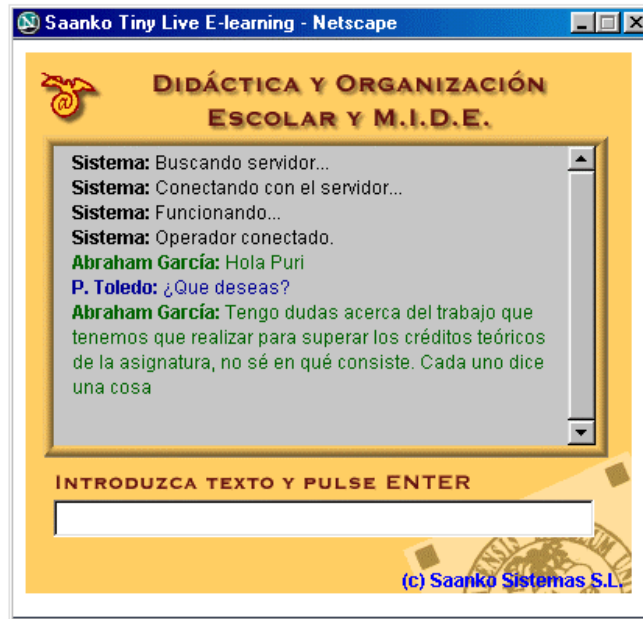 Saanko Tiny Live E-learning - Netscape
Didáctica y Organización
Escolar y M.I.D.E.
Sistema: Buscando servidor...
Sistema: Conectando con el servidor...
Sistema: Funcionando...
Sistema: Operador conectado.
Abraham García: Hola Puri
P. Toledo: ¿Que deseas?
Abraham García: Tengo dudas acerca del trabajo que
tenemos que realizar para superar los créditos teóricos
de la asignatura, no sé en qué consiste. Cada uno dice
una cosa
Introduzca texto y pulse ENTER
(c) Saanko Sistemas S.L.